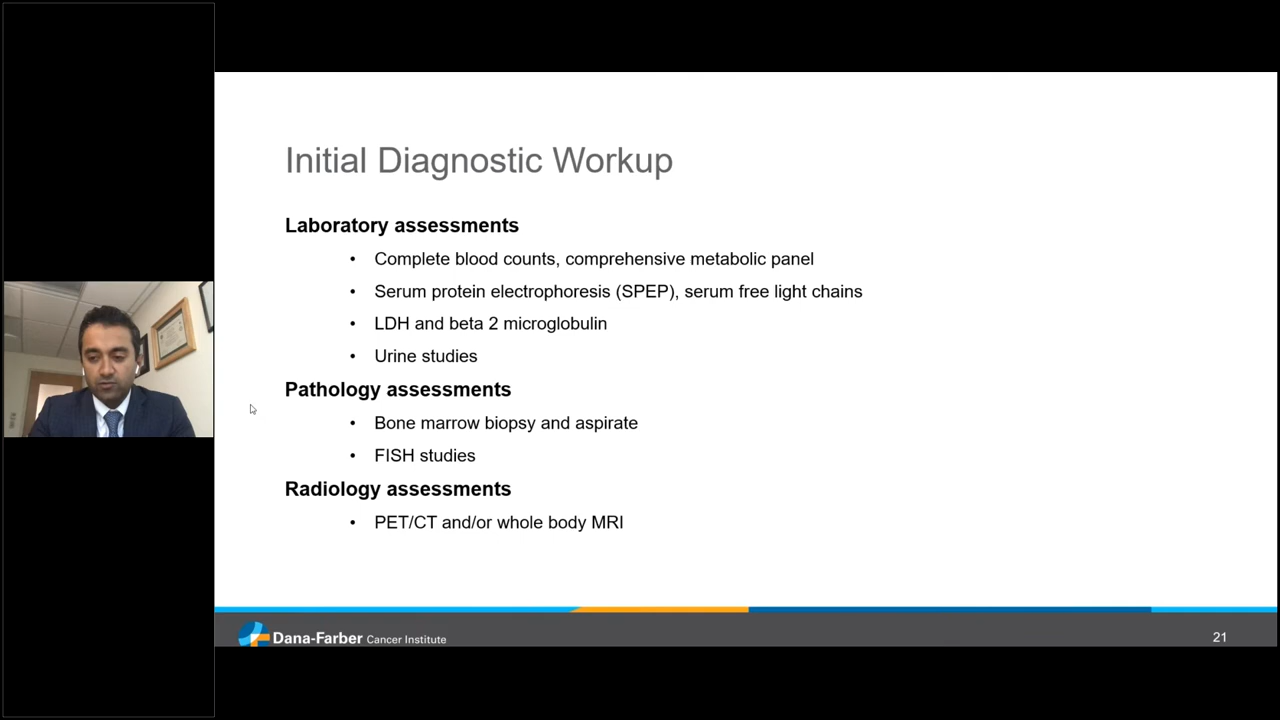 Initial Diagnostic Workup
Laboratory assessments
• Complete blood counts, comprehensive metabolic panel
• Serum protein electrophoresis (SPEP), serum free light chains
• LDH and beta 2 microglobulin
• Urine studies
Pathology assessments
• Bone marrow biopsy and aspirate
• FISH studies
Radiology assessments
• PET/CT and/or whole body MRI
Dana-Farber Cancer Institute
21